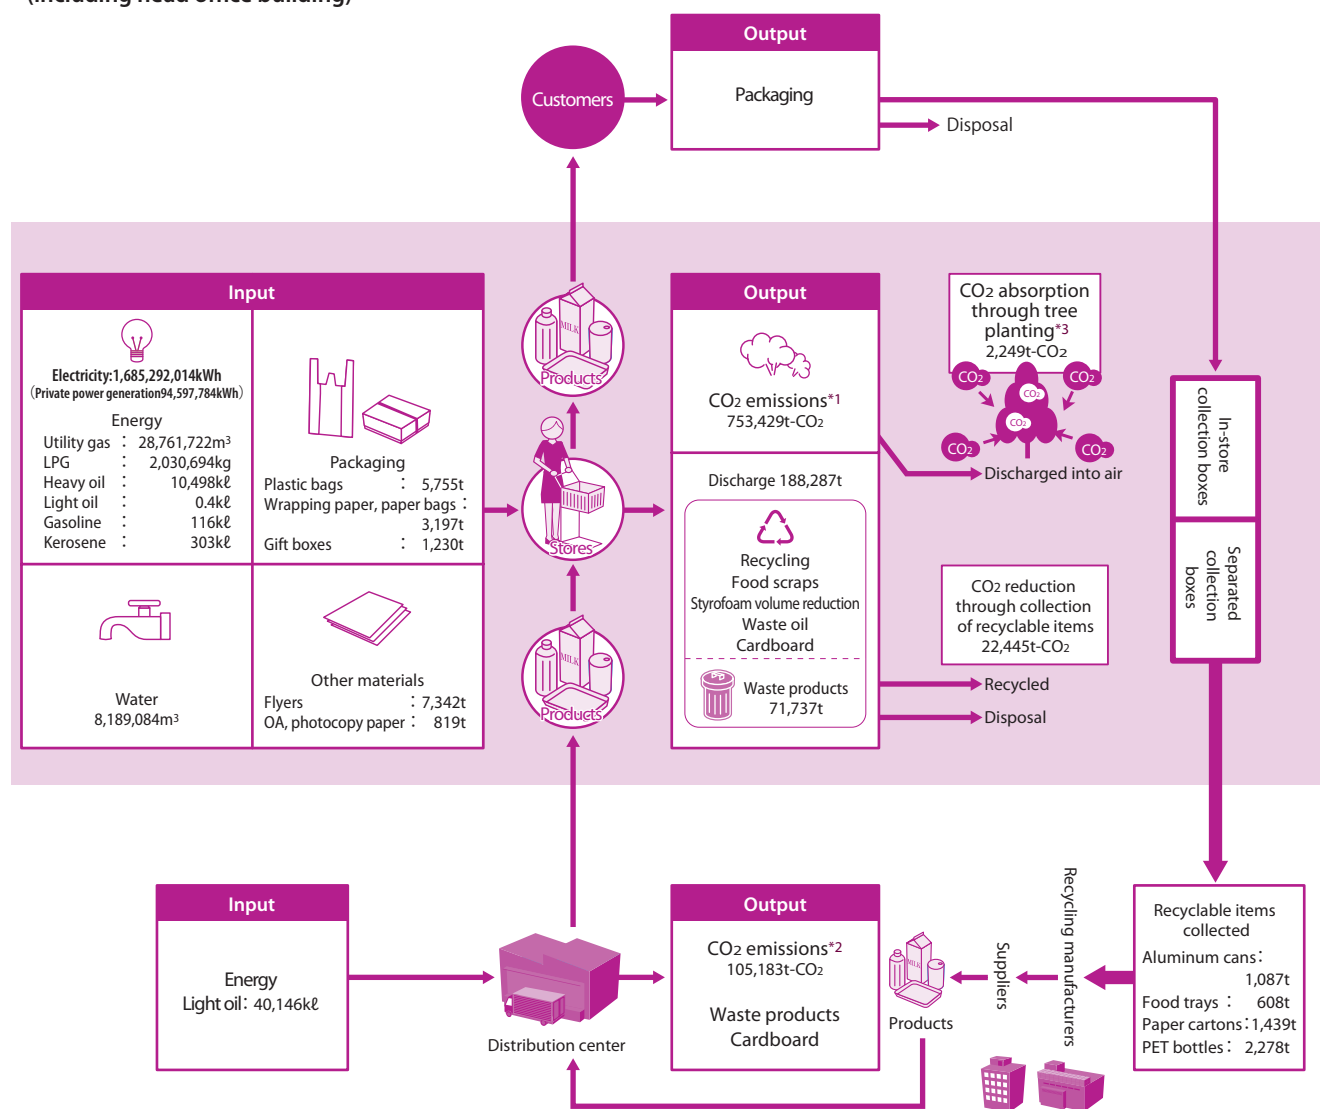 (including head office building)
Output
Customers
Packaging
Disposal
Input
Electricity:1,685,292,014kWh
(Private power generation94,597,784kWh)
Energy
Utility gas : 28,761,722m3
LPG : 2,030,694kg
Heavy oil : 10,498kℓ
Light oil : 0.4kℓ
Gasoline : 116kℓ
Kerosene : 303kℓ
Packaging
Plastic bags : 5,755t
Wrapping paper, paper bags :
3,197t
Gift boxes : 1,230t
Water
8,189,084m3
Other materials
Flyers : 7,342t
OA, photocopy paper : 819t
MILK
Products
Stores
MILK
Products
Output
CO2 emissions*1
753,429t-CO2
Discharge 188,287t
Recycling
Food scraps
Styrofoam volume reduction
Waste oil
Cardboard
Waste products
71,737t
CO2 absorption
through tree
planting*3
2,249t-CO2
CO2
CO2
CO2
CO2
CO2
CO2
Discharged into air
CO2 reduction
through collection
of recyclable items
22,445t-CO2
Recycled
Disposal
In-store
collection boxes
Separated
collection
boxes
Input
Energy
Light oil: 40,146kℓ
Distribution center
Output
CO2 emissions*2
105,183t-CO2
Waste products
Cardboard
MILK
Products
Suppliers
Recycling manufacturers
Recyclable items
collected
Aluminum cans:
1,087t
Food trays : 608t
Paper cartons:1,439t
PET bottles : 2,278t